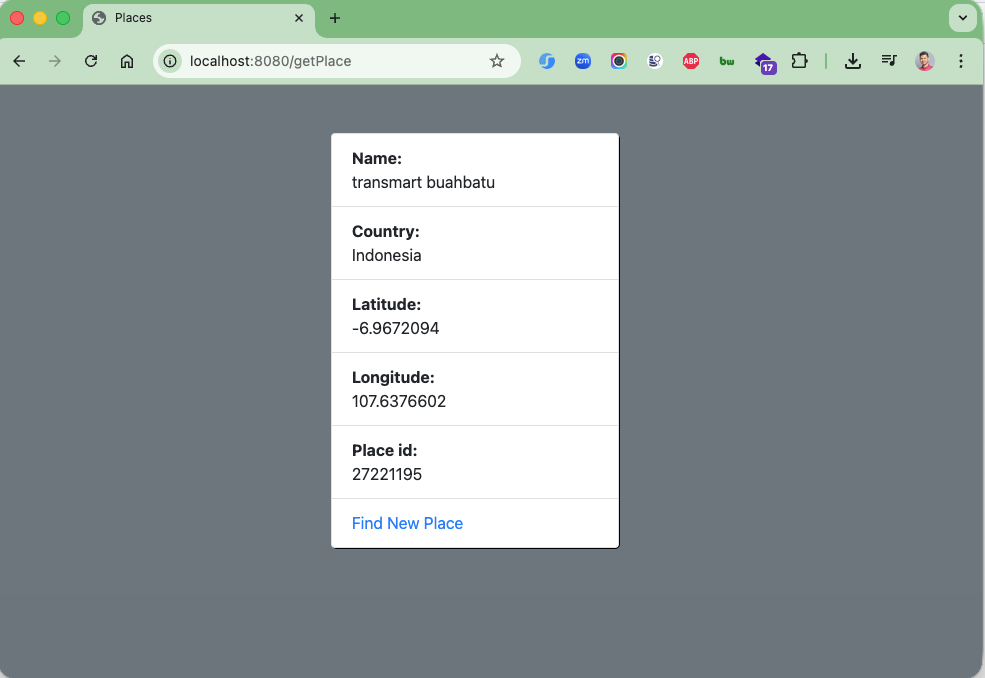 Places
localhost:8080/getPlace
zm
ABP
bw
17
Name:
transmart buahbatu
Country:
Indonesia
Latitude:
-6.9672094
Longitude:
107.6376602
Place id:
27221195
Find New Place